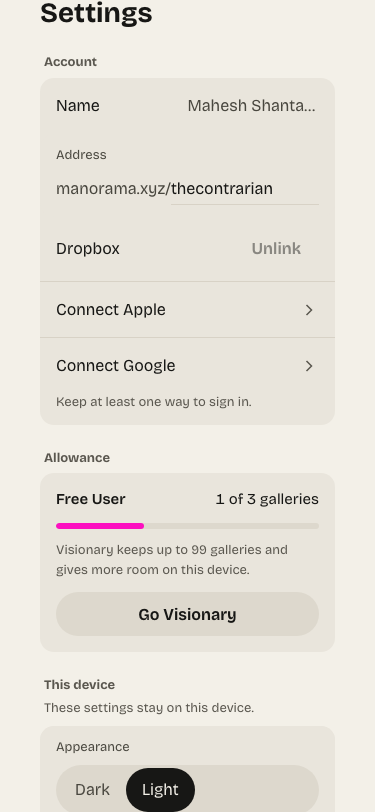 Settings
Account
Name
Mahesh Shanta...
Address
manorama.xyz/thecontrarian
Dropbox
Unlink
Connect Apple
Connect Google
Keep at least one way to sign in.
Allowance
Free User
1 of 3 galleries
Visionary keeps up to 99 galleries and
gives more room on this device.
Go Visionary
This device
These settings stay on this device.
Appearance
Dark
Light